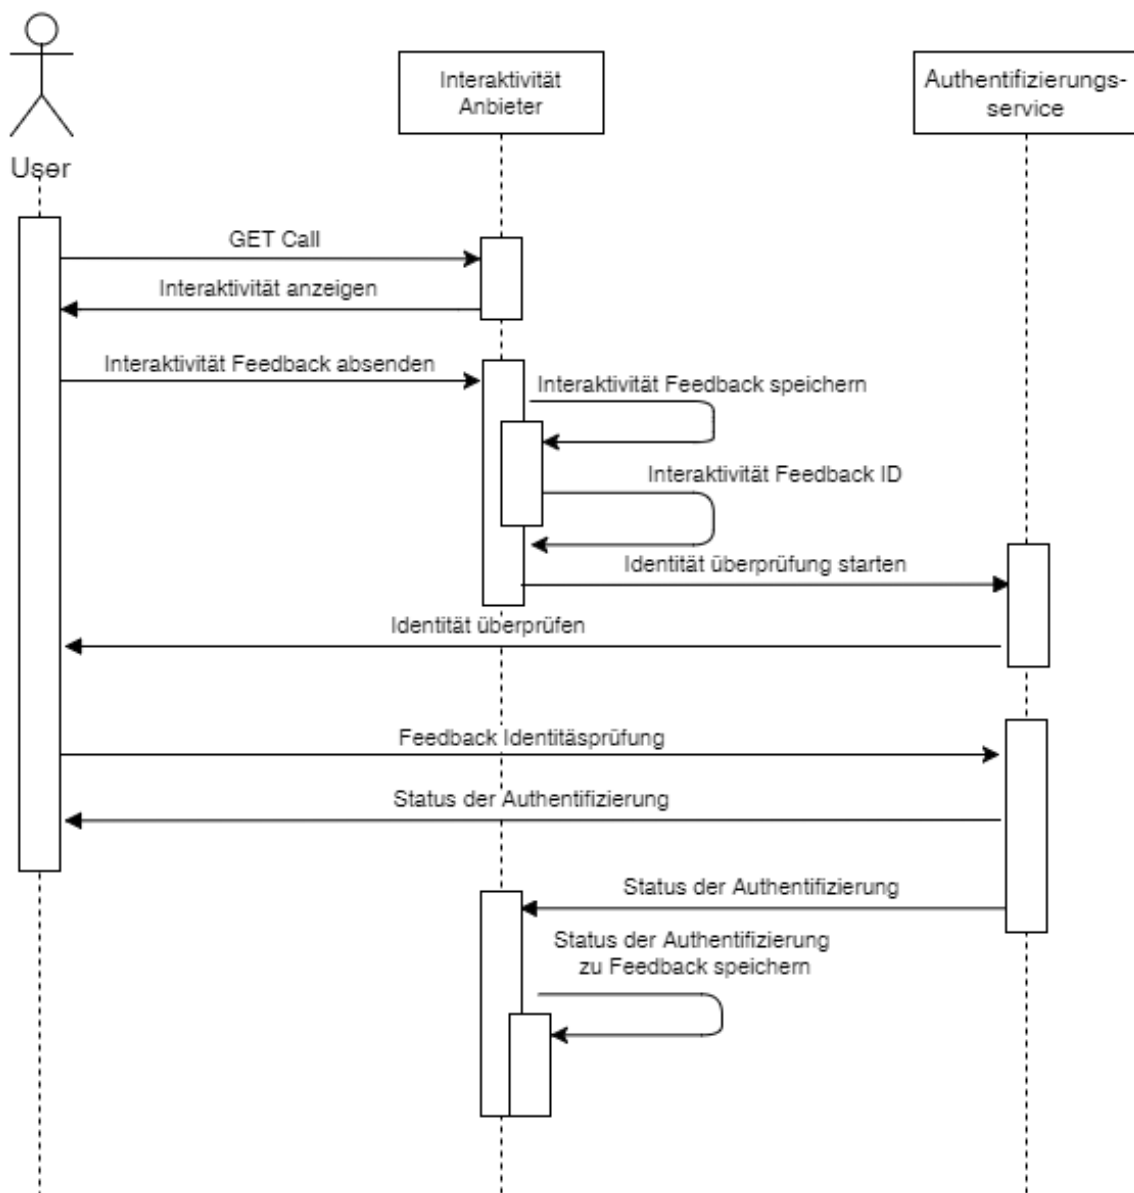 User
Interaktivität
Anbieter
Authentifizierungs-
service
GET Call
Interaktivität anzeigen
Interaktivität Feedback absenden
Interaktivität Feedback speichern
Interaktivität Feedback ID
Identität überprüfung starten
Identität überprüfen
Feedback Identitäsprüfung
Status der Authentifizierung
Status der Authentifizierung
Status der Authentifizierung
zu Feedback speichern